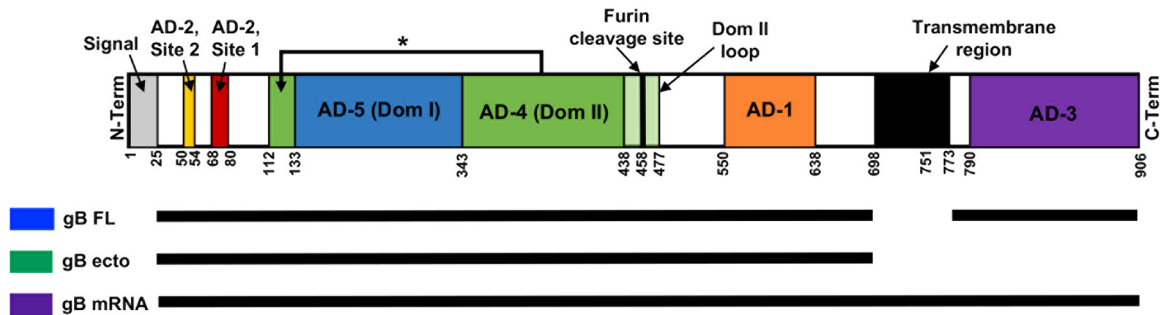 Signal
AD-2,
Site 2
AD-2,
Site 1
*
Furin
cleavage site
Dom II
loop
Transmembrane
region
N-Term
AD-5 (Dom I)
AD-4 (Dom II)
AD-1
AD-3
C-Term
1
25
50
54
68
80
112
133
343
438
458
477
550
638
698
751
773
790
906
gB FL
gB ecto
gB mRNA